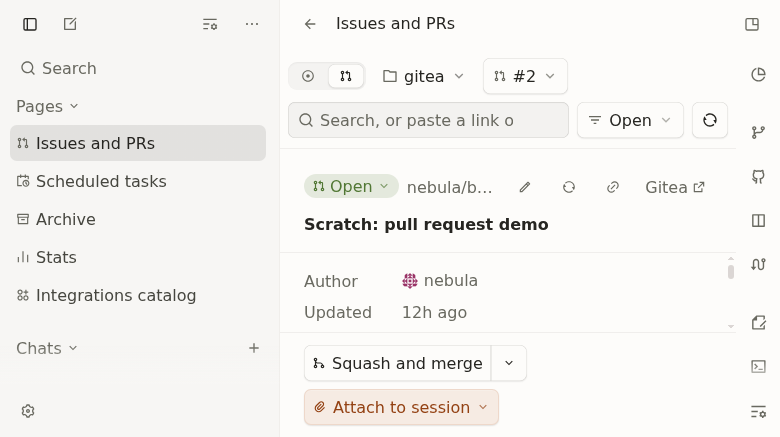 Issues and PRs
Search
gitea
#2
Pages
Search, or paste a link o
Open
Issues and PRs
Scheduled tasks
Open
nebula/b...
Gitea
Archive
Scratch: pull request demo
Stats
Author
nebula
Integrations catalog
Updated
12h ago
Chats
Squash and merge
Attach to session